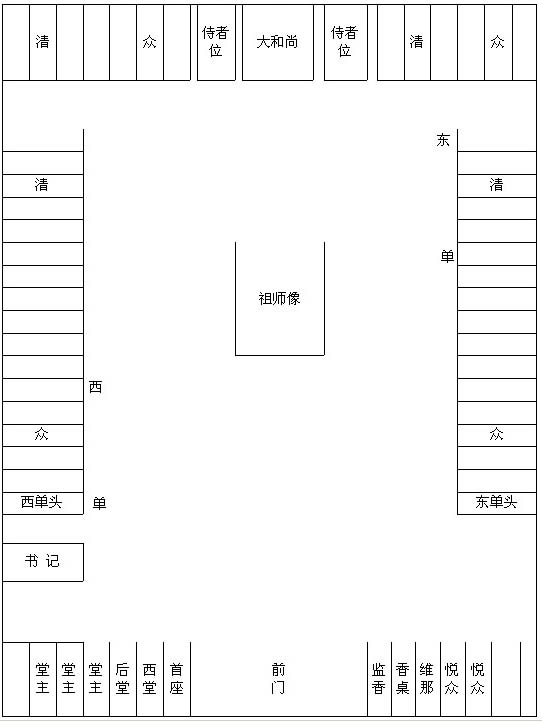 清 众 侍者位 大和尚 侍者位 清 众
东
清 清
单
祖师像
西
众 众
西单头 单 东单头
书 记
堂主 堂主 堂主 后堂 西堂 首座 前门 监香 香桌 维那 悦众 悦众